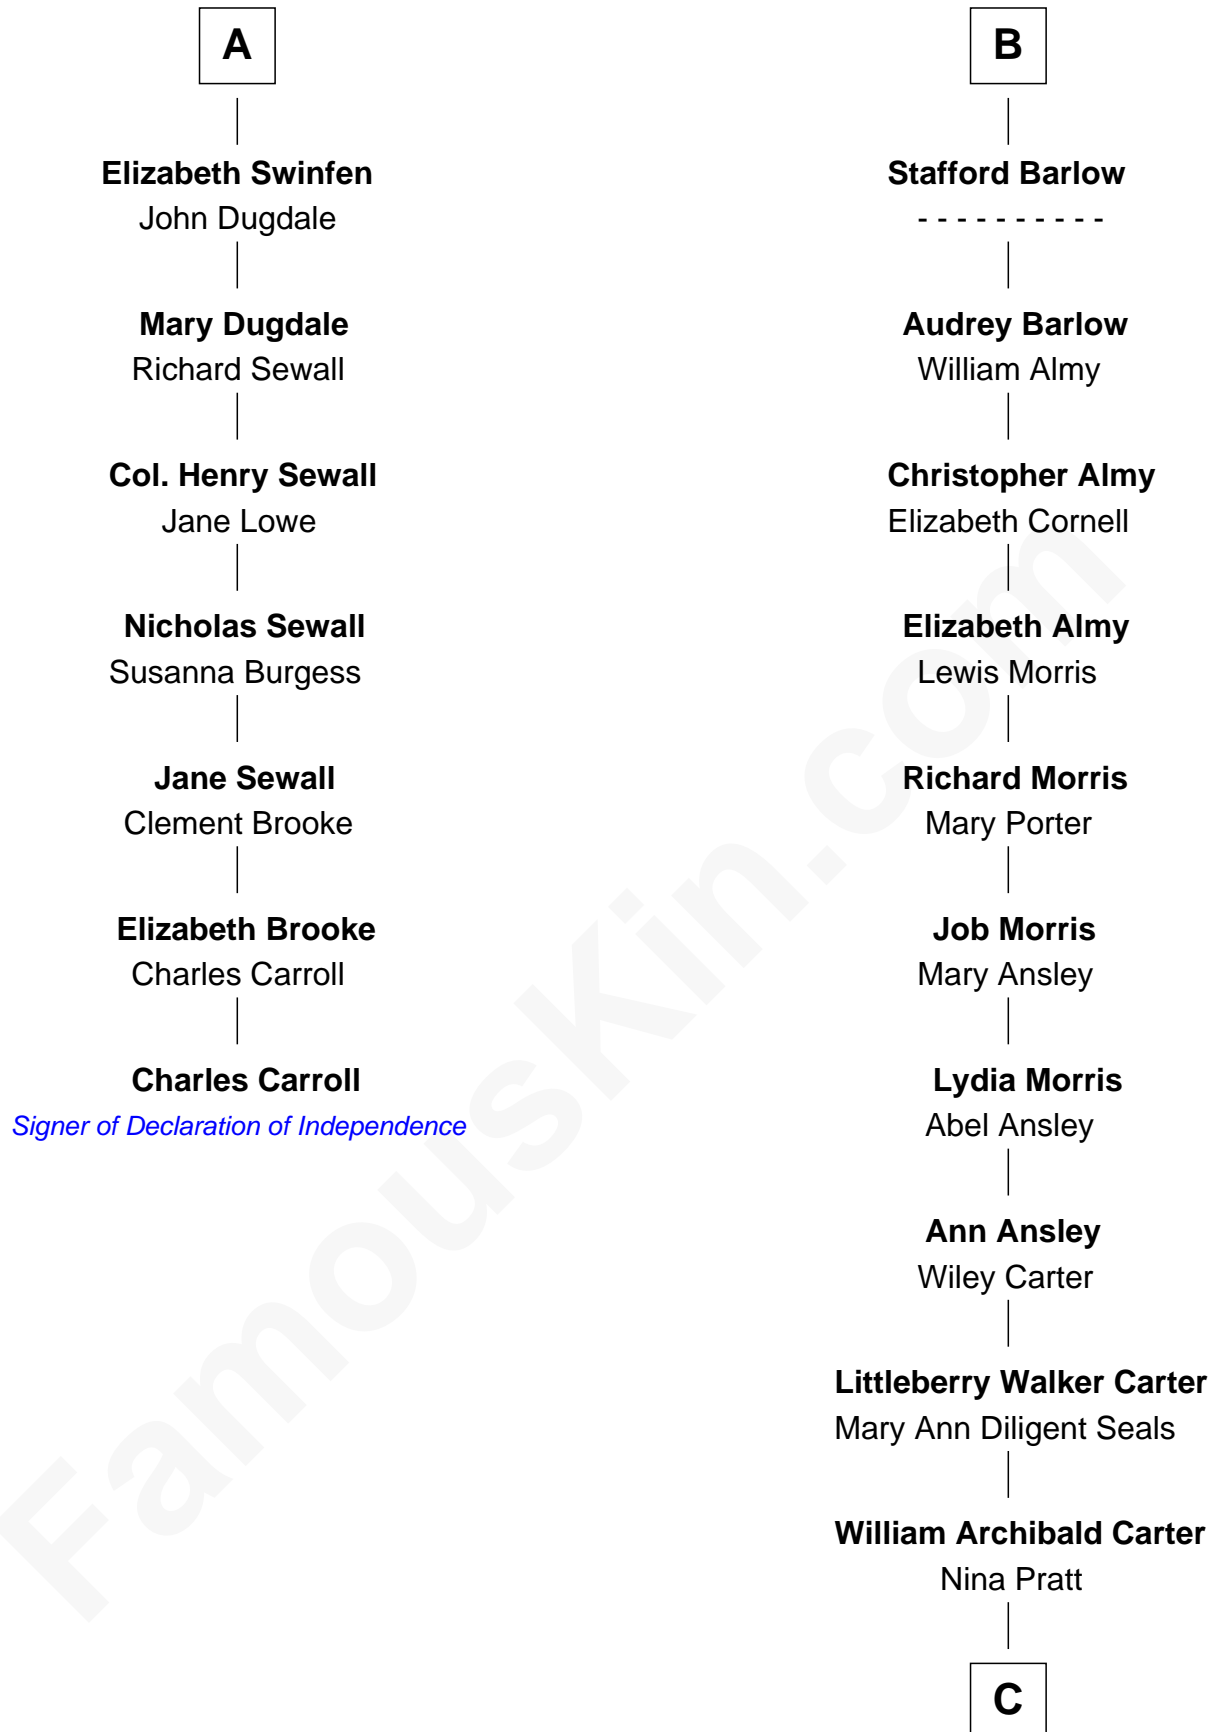 A
Elizabeth Swinfen
John Dugdale
Mary Dugdale
Richard Sewall
Col. Henry Sewall
Jane Lowe
Nicholas Sewall
Susanna Burgess
Jane Sewall
Clement Brooke
Elizabeth Brooke
Charles Carroll
Charles Carroll
Signer of Declaration of Independence
B
Stafford Barlow
- - - - - - - - - -
Audrey Barlow
William Almy
Christopher Almy
Elizabeth Cornell
Elizabeth Almy
Lewis Morris
Richard Morris
Mary Porter
Job Morris
Mary Ansley
Lydia Morris
Abel Ansley
Ann Ansley
Wiley Carter
Littleberry Walker Carter
Mary Ann Diligent Seals
William Archibald Carter
Nina Pratt
C
FamousKin.com